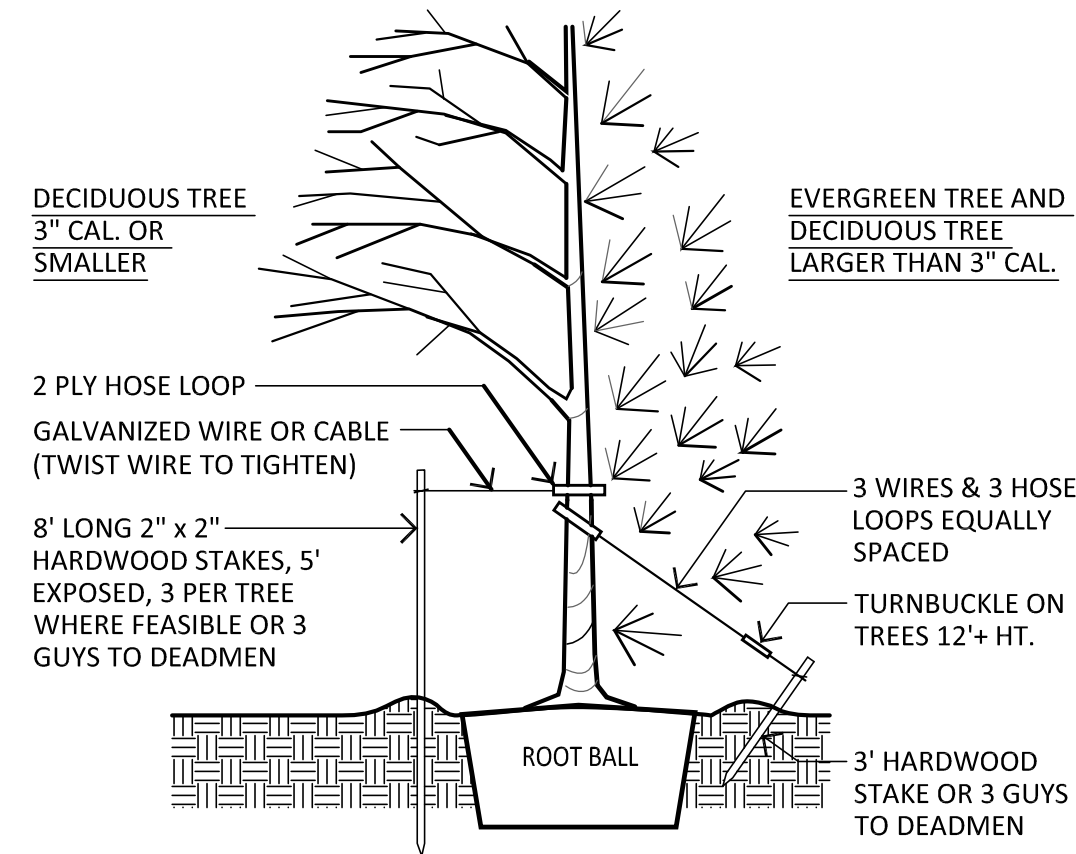 DECIDUOUS TREE
3" CAL. OR
SMALLER
EVERGREEN TREE AND
DECIDUOUS TREE
LARGER THAN 3" CAL.
2 PLY HOSE LOOP
GALVANIZED WIRE OR CABLE
(TWIST WIRE TO TIGHTEN)
8' LONG 2" x 2"
HARDWOOD STAKES, 5'
EXPOSED, 3 PER TREE
WHERE FEASIBLE OR 3
GUYS TO DEADMEN
3 WIRES & 3 HOSE
LOOPS EQUALLY
SPACED
TURNBUCKLE ON
TREES 12'+ HT.
ROOT BALL
3' HARDWOOD
STAKE OR 3 GUYS
TO DEADMEN